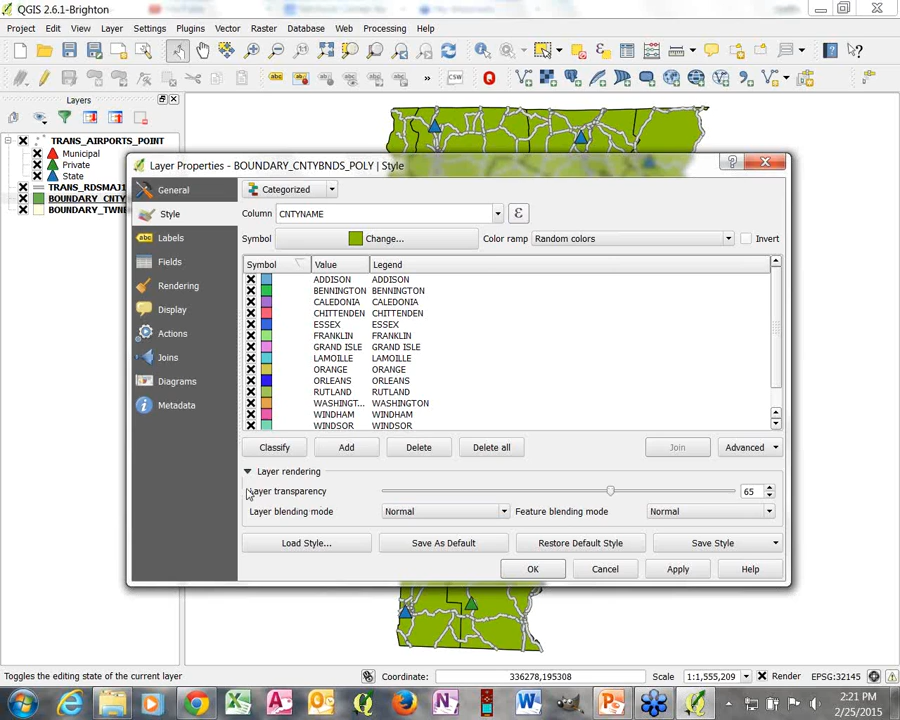 QGIS 2.6.1-Brighton
Project Edit View Layer Settings Plugins Vector Raster Database Web Processing Help
CSW
Layers
TRANS_AIRPORTS_POINT
Municipal
Private
State
TRANS_RDSMAJ
BOUNDARY_CNTY
BOUNDARY_TWNE
Layer Properties - BOUNDARY_CNTYBNDS_POLY | Style
General
Style
Labels
Fields
Rendering
Display
Actions
Joins
Diagrams
Metadata
Categorized
Column CNTYNAME ε
Symbol Change... Color ramp Random colors Invert
Symbol Value Legend
ADDISON ADDISON
BENNINGTON BENNINGTON
CALEDONIA CALEDONIA
CHITTENDEN CHITTENDEN
ESSEX ESSEX
FRANKLIN FRANKLIN
GRAND ISLE GRAND ISLE
LAMOILLE LAMOILLE
ORANGE ORANGE
ORLEANS ORLEANS
RUTLAND RUTLAND
WASHINGT... WASHINGTON
WINDHAM WINDHAM
WINDSOR WINDSOR
Classify Add Delete Delete all Join Advanced
Layer rendering
Layer transparency 65
Layer blending mode Normal Feature blending mode Normal
Load Style... Save As Default Restore Default Style Save Style
OK Cancel Apply Help
Toggles the editing state of the current layer Coordinate: 336278,195308 Scale 1:1,555,209 Render EPSG:32145
2:21 PM
2/25/2015